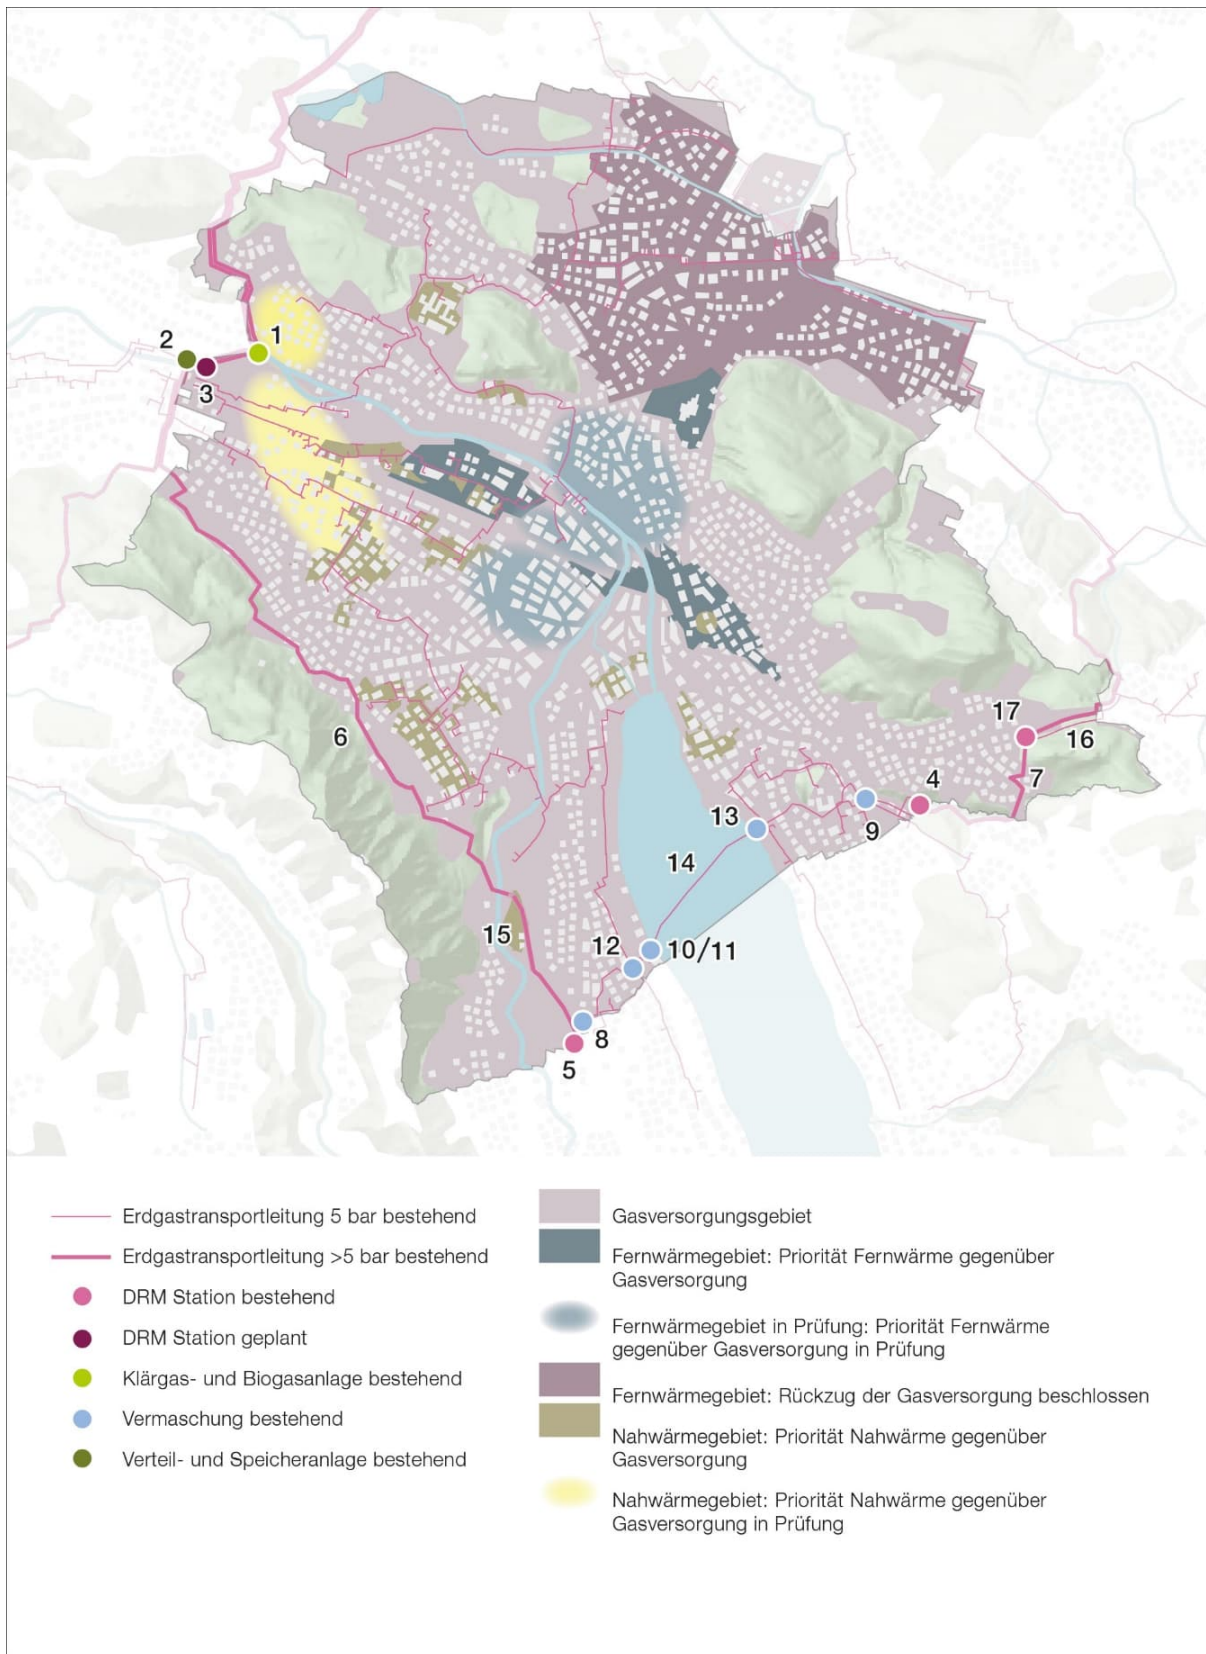 1
2
3
17
16
6
7
4
13
9
14
15
12
10/11
8
5
Erdgastransportleitung 5 bar bestehend
Erdgastransportleitung >5 bar bestehend
DRM Station bestehend
DRM Station geplant
Klärgas- und Biogasanlage bestehend
Vermaschung bestehend
Verteil- und Speicheranlage bestehend
Gasversorgungsgebiet
Fernwärmegebiet: Priorität Fernwärme gegenüber
Gasversorgung
Fernwärmegebiet in Prüfung: Priorität Fernwärme
gegenüber Gasversorgung in Prüfung
Fernwärmegebiet: Rückzug der Gasversorgung beschlossen
Nahwärmegebiet: Priorität Nahwärme gegenüber
Gasversorgung
Nahwärmegebiet: Priorität Nahwärme gegenüber
Gasversorgung in Prüfung